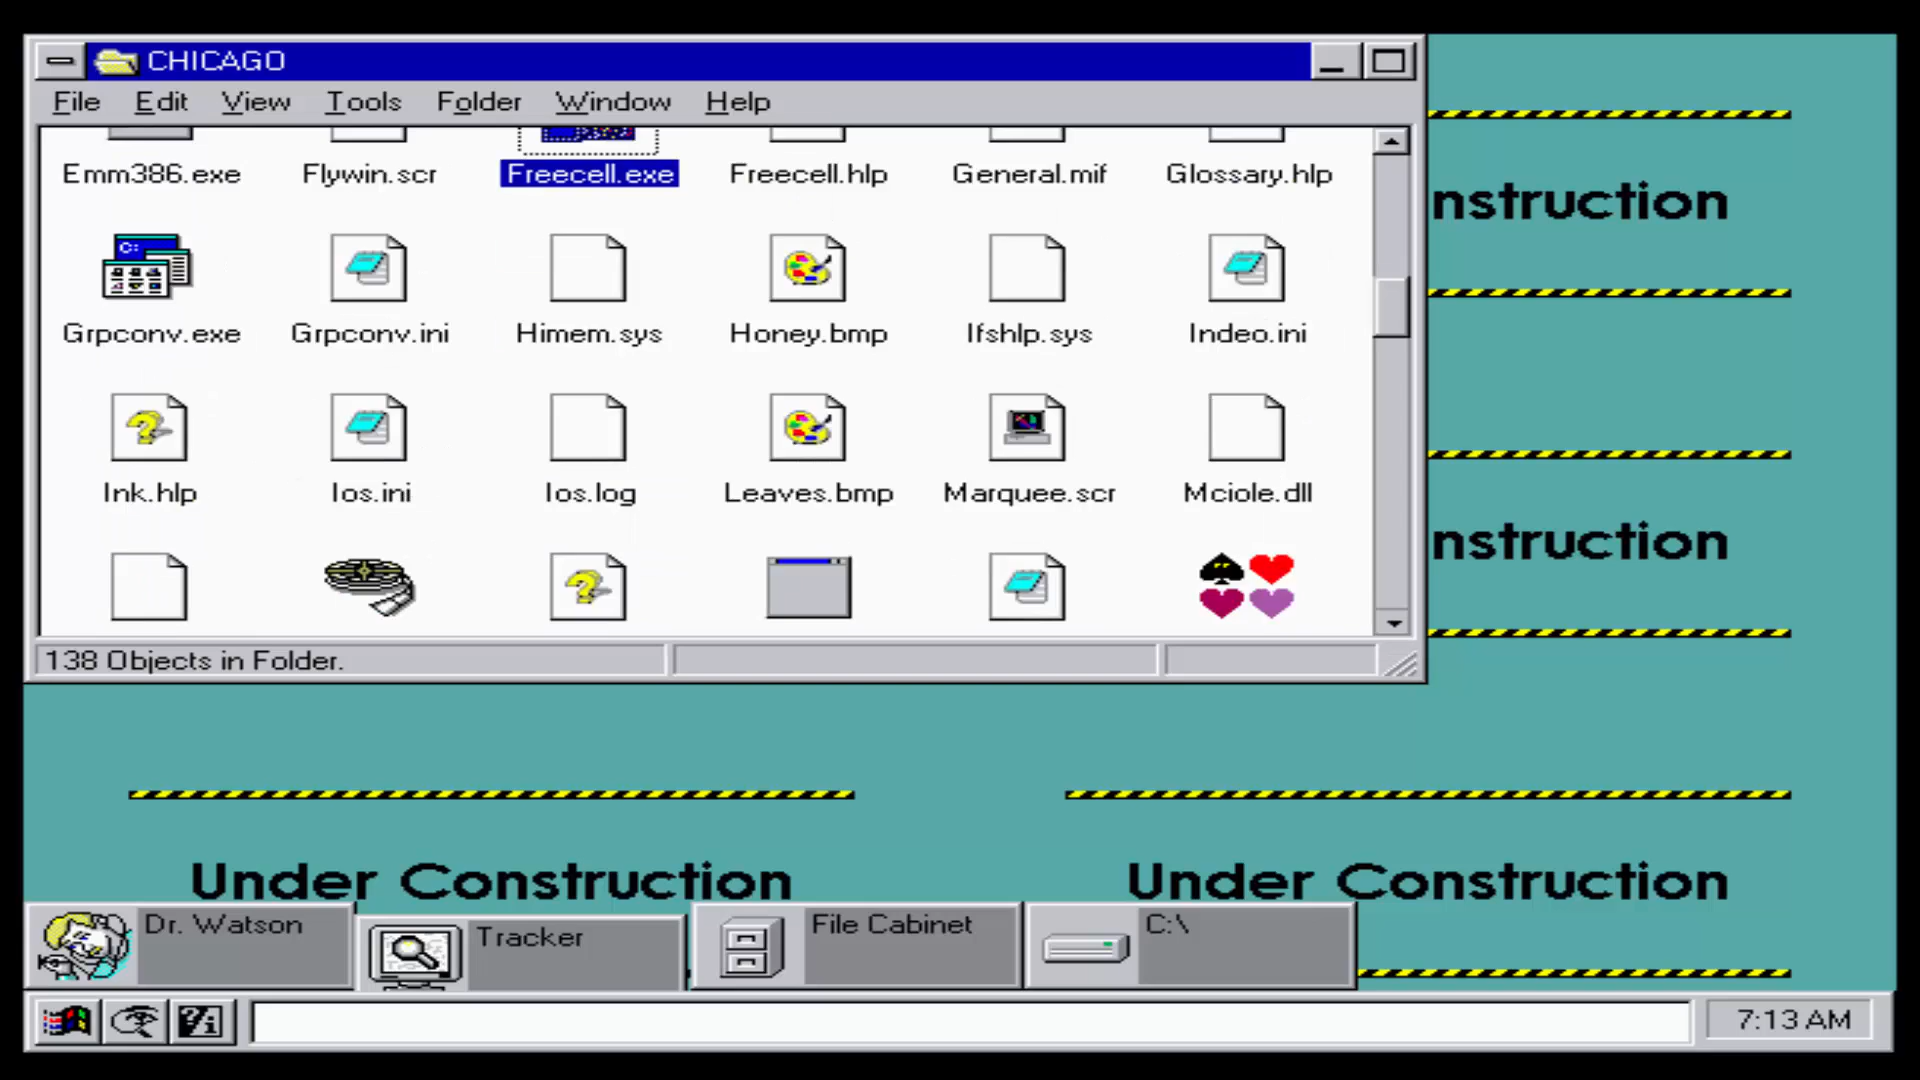 CHICAGO
File Edit View Tools Folder Window Help
Emm386.exe Flywin.scr Freecell.exe Freecell.hlp General.mif Glossary.hlp
nstruction
C:
Grpconv.exe Grpconv.ini Himem.sys Honey.bmp Ifshlp.sys Indeo.ini
Ink.hlp Ios.ini Ios.log Leaves.bmp Marquee.scr Mciole.dll
nstruction
138 Objects in Folder.
Under Construction Under Construction
Dr. Watson Tracker File Cabinet C:\
7:13 AM